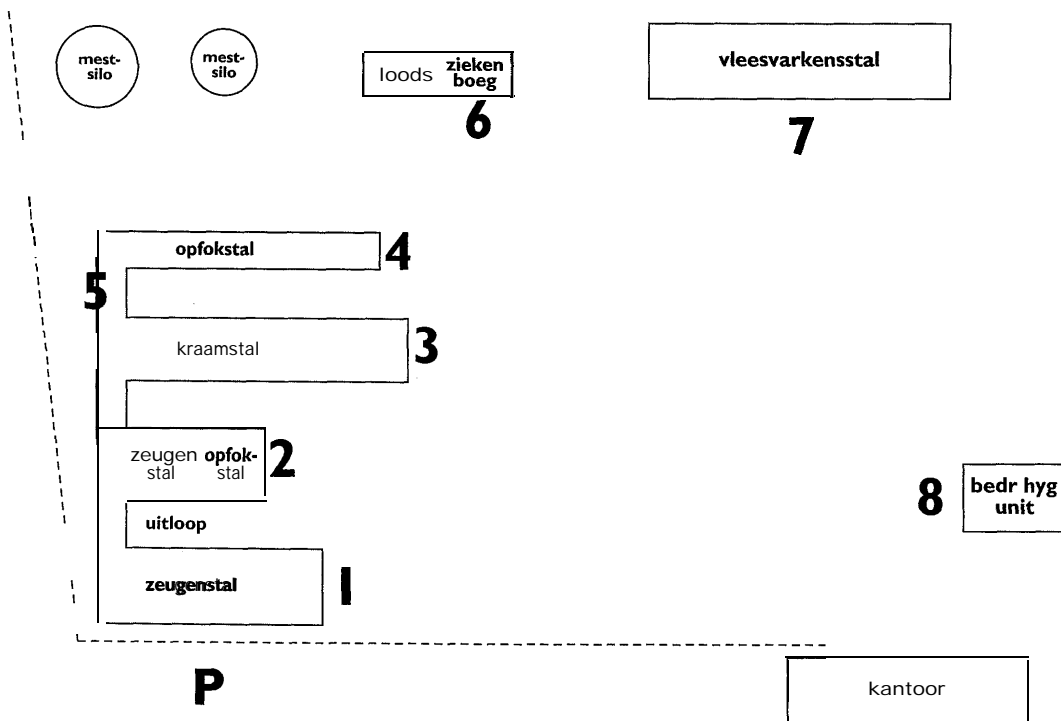 mest-
silo
mest-
silo
loods zieken
boeg
6
vleesvarkensstal
7
opfokstal
4
5
kraamstal
3
zeugen opfok-
stal stal
2
uitloop
zeugenstal
1
8
bedr hyg
unit
P
kantoor